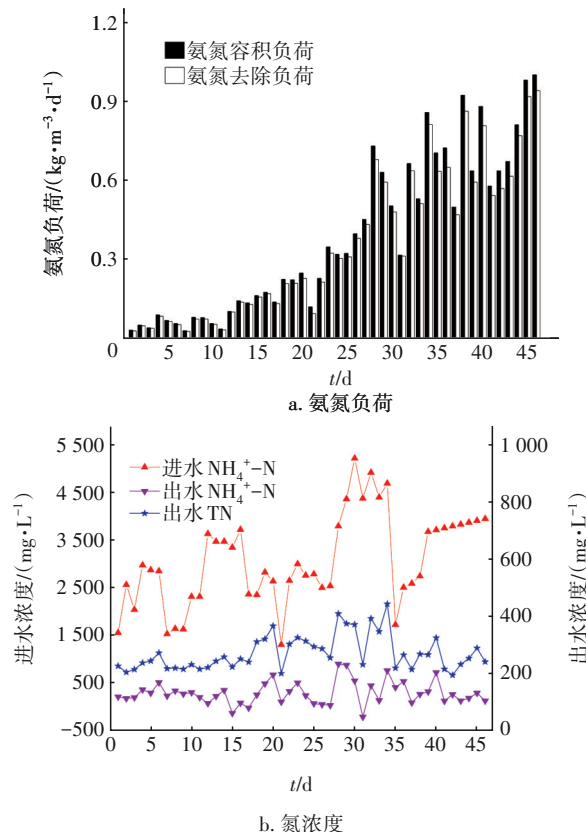 1.2
0.9
0.6
0.3
0
氨氮负荷/(kg·m⁻³·d⁻¹)
氨氮容积负荷
氨氮去除负荷
5 10 15 20 25 30 35 40 45
t/d
a. 氨氮负荷
5 500
4 500
3 500
2 500
1 500
500
-500
进水浓度/(mg·L⁻¹)
进水 NH₄⁺-N
出水 NH₄⁺-N
出水 TN
1 000
800
600
400
200
0
出水浓度/(mg·L⁻¹)
0 5 10 15 20 25 30 35 40 45
t/d
b. 氮浓度